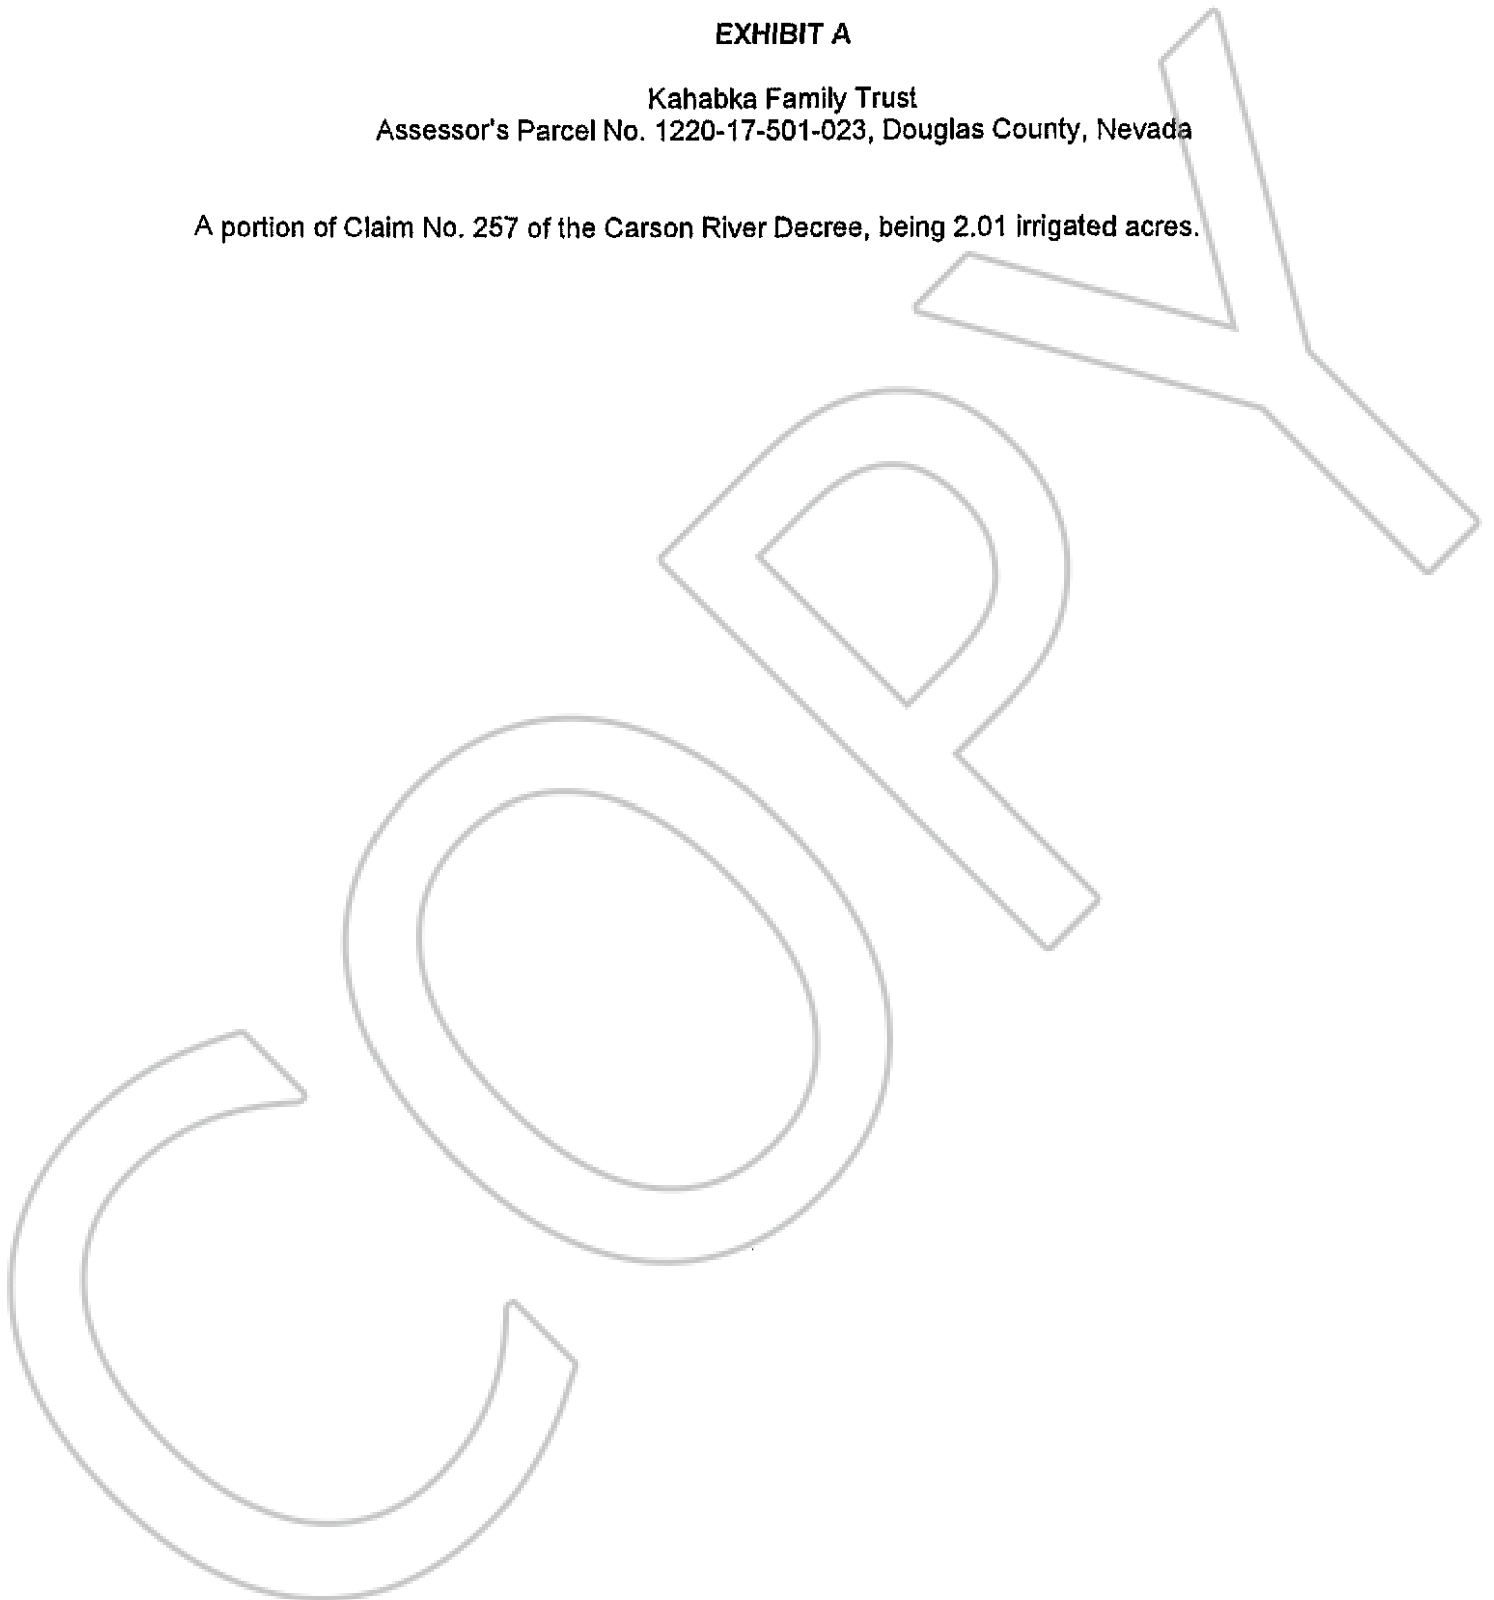 EXHIBIT A
Kahabka Family Trust
Assessor's Parcel No. 1220-17-501-023, Douglas County, Nevada
A portion of Claim No. 257 of the Carson River Decree, being 2.01 irrigated acres.
COPY